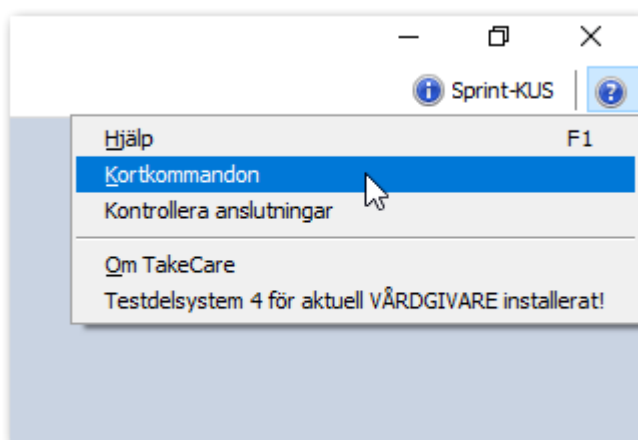 Sprint-KUS
Hjälp F1
Kortkommandon
Kontrollera anslutningar
Om TakeCare
Testdelsystem 4 för aktuell VÅRDGIVARE installerat!